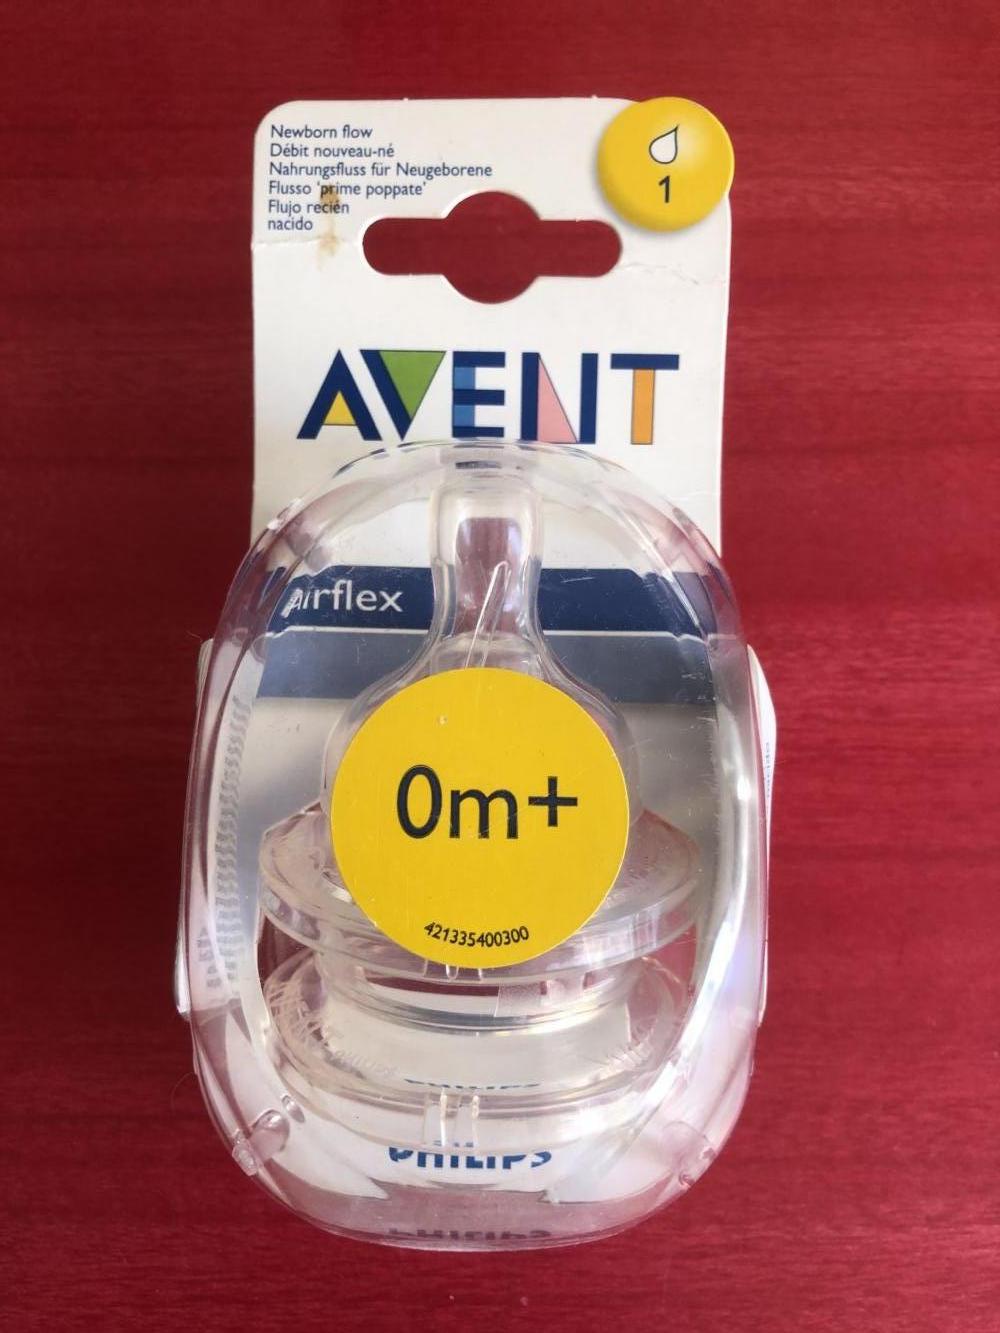 Newborn flow
Débit nouveau-né
Nahrungsfluss für Neugeborene
Flusso 'prime poppate'
Flujo recién
nacido
1
AVENT
airflex
0m+
421335400300
PHILIPS